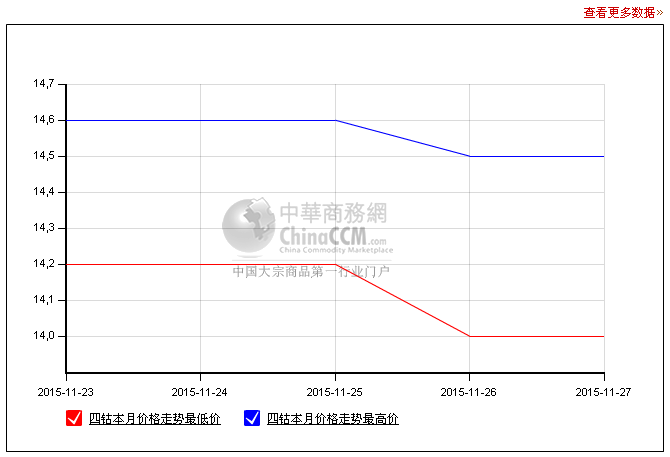 查看更多数据»
14,7
14,6
14,5
14,4
14,3
14,2
14,1
14,0
中華商務網
ChinaCCM.com
China Commodity Marketplace
中国大宗商品第一行业门户
2015-11-23 2015-11-24 2015-11-25 2015-11-26 2015-11-27
四钴本月价格走势最低价 四钴本月价格走势最高价